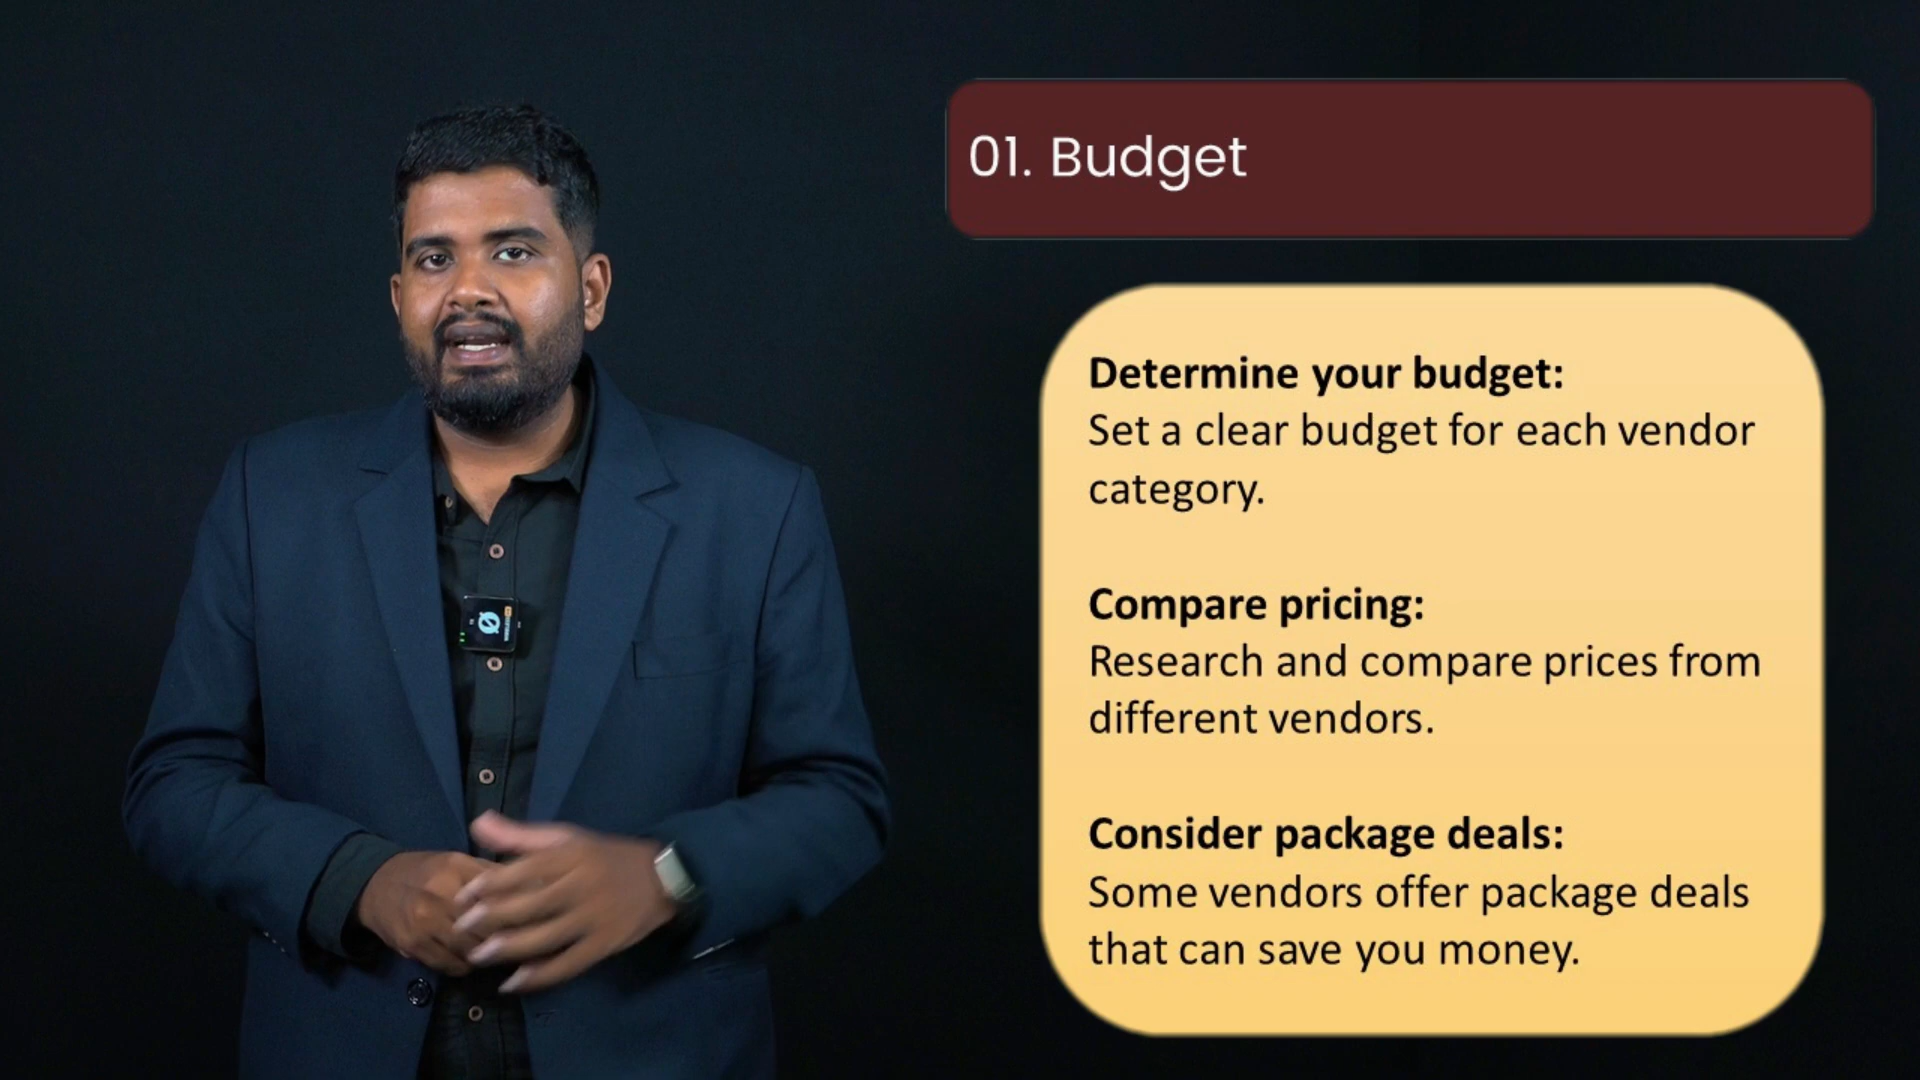 01. Budget
Determine your budget:
Set a clear budget for each vendor
category.
Compare pricing:
Research and compare prices from
different vendors.
Consider package deals:
Some vendors offer package deals
that can save you money.